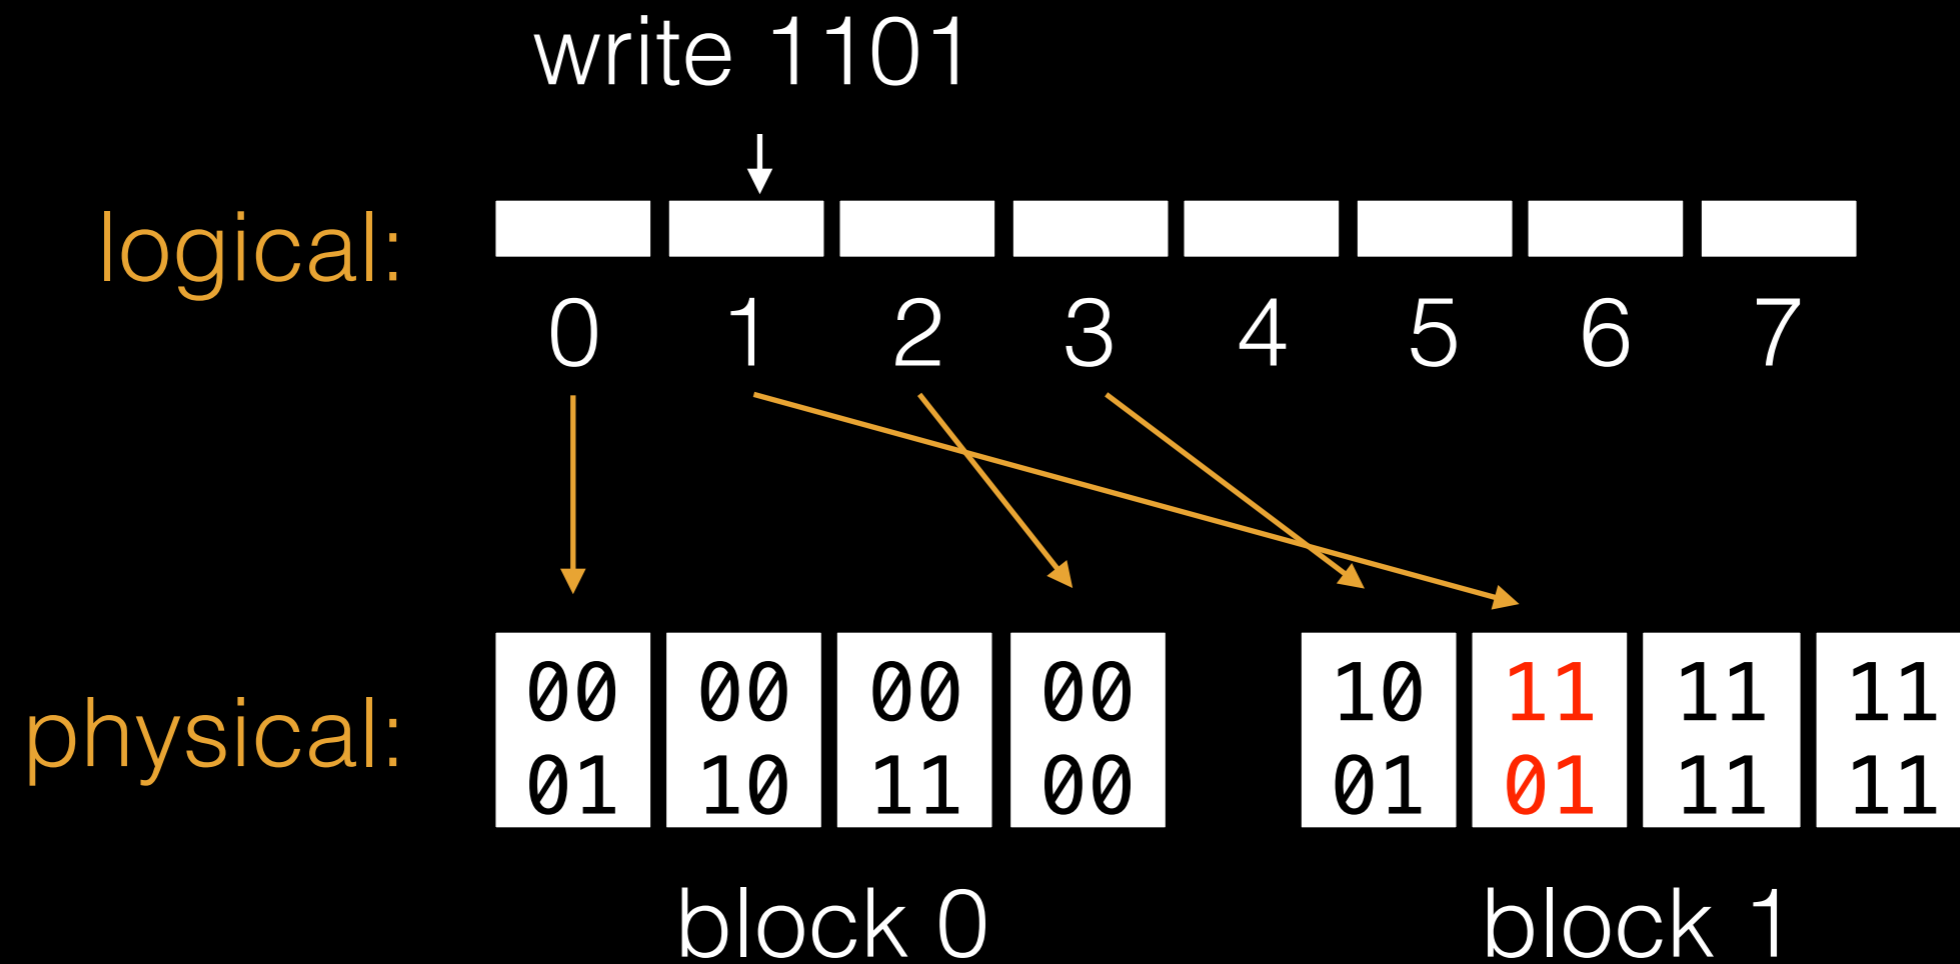 write 1101
logical:
0 1 2 3 4 5 6 7
physical:
00 00 00 00 10 11 11 11
01 10 11 00 01 01 11 11
block 0 block 1